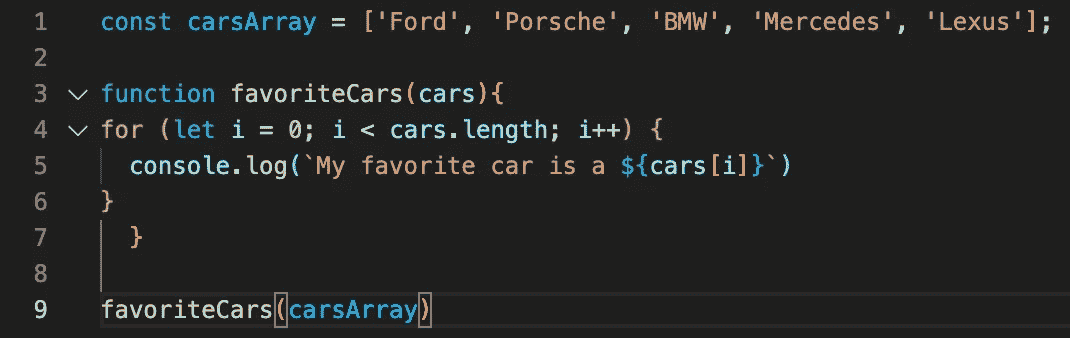 1 const carsArray = ['Ford', 'Porsche', 'BMW', 'Mercedes', 'Lexus'];
2
3 function favoriteCars(cars){
4 for (let i = 0; i < cars.length; i++) {
5   console.log(`My favorite car is a ${cars[i]}`)
6 }
7   }
8
9 favoriteCars(carsArray)